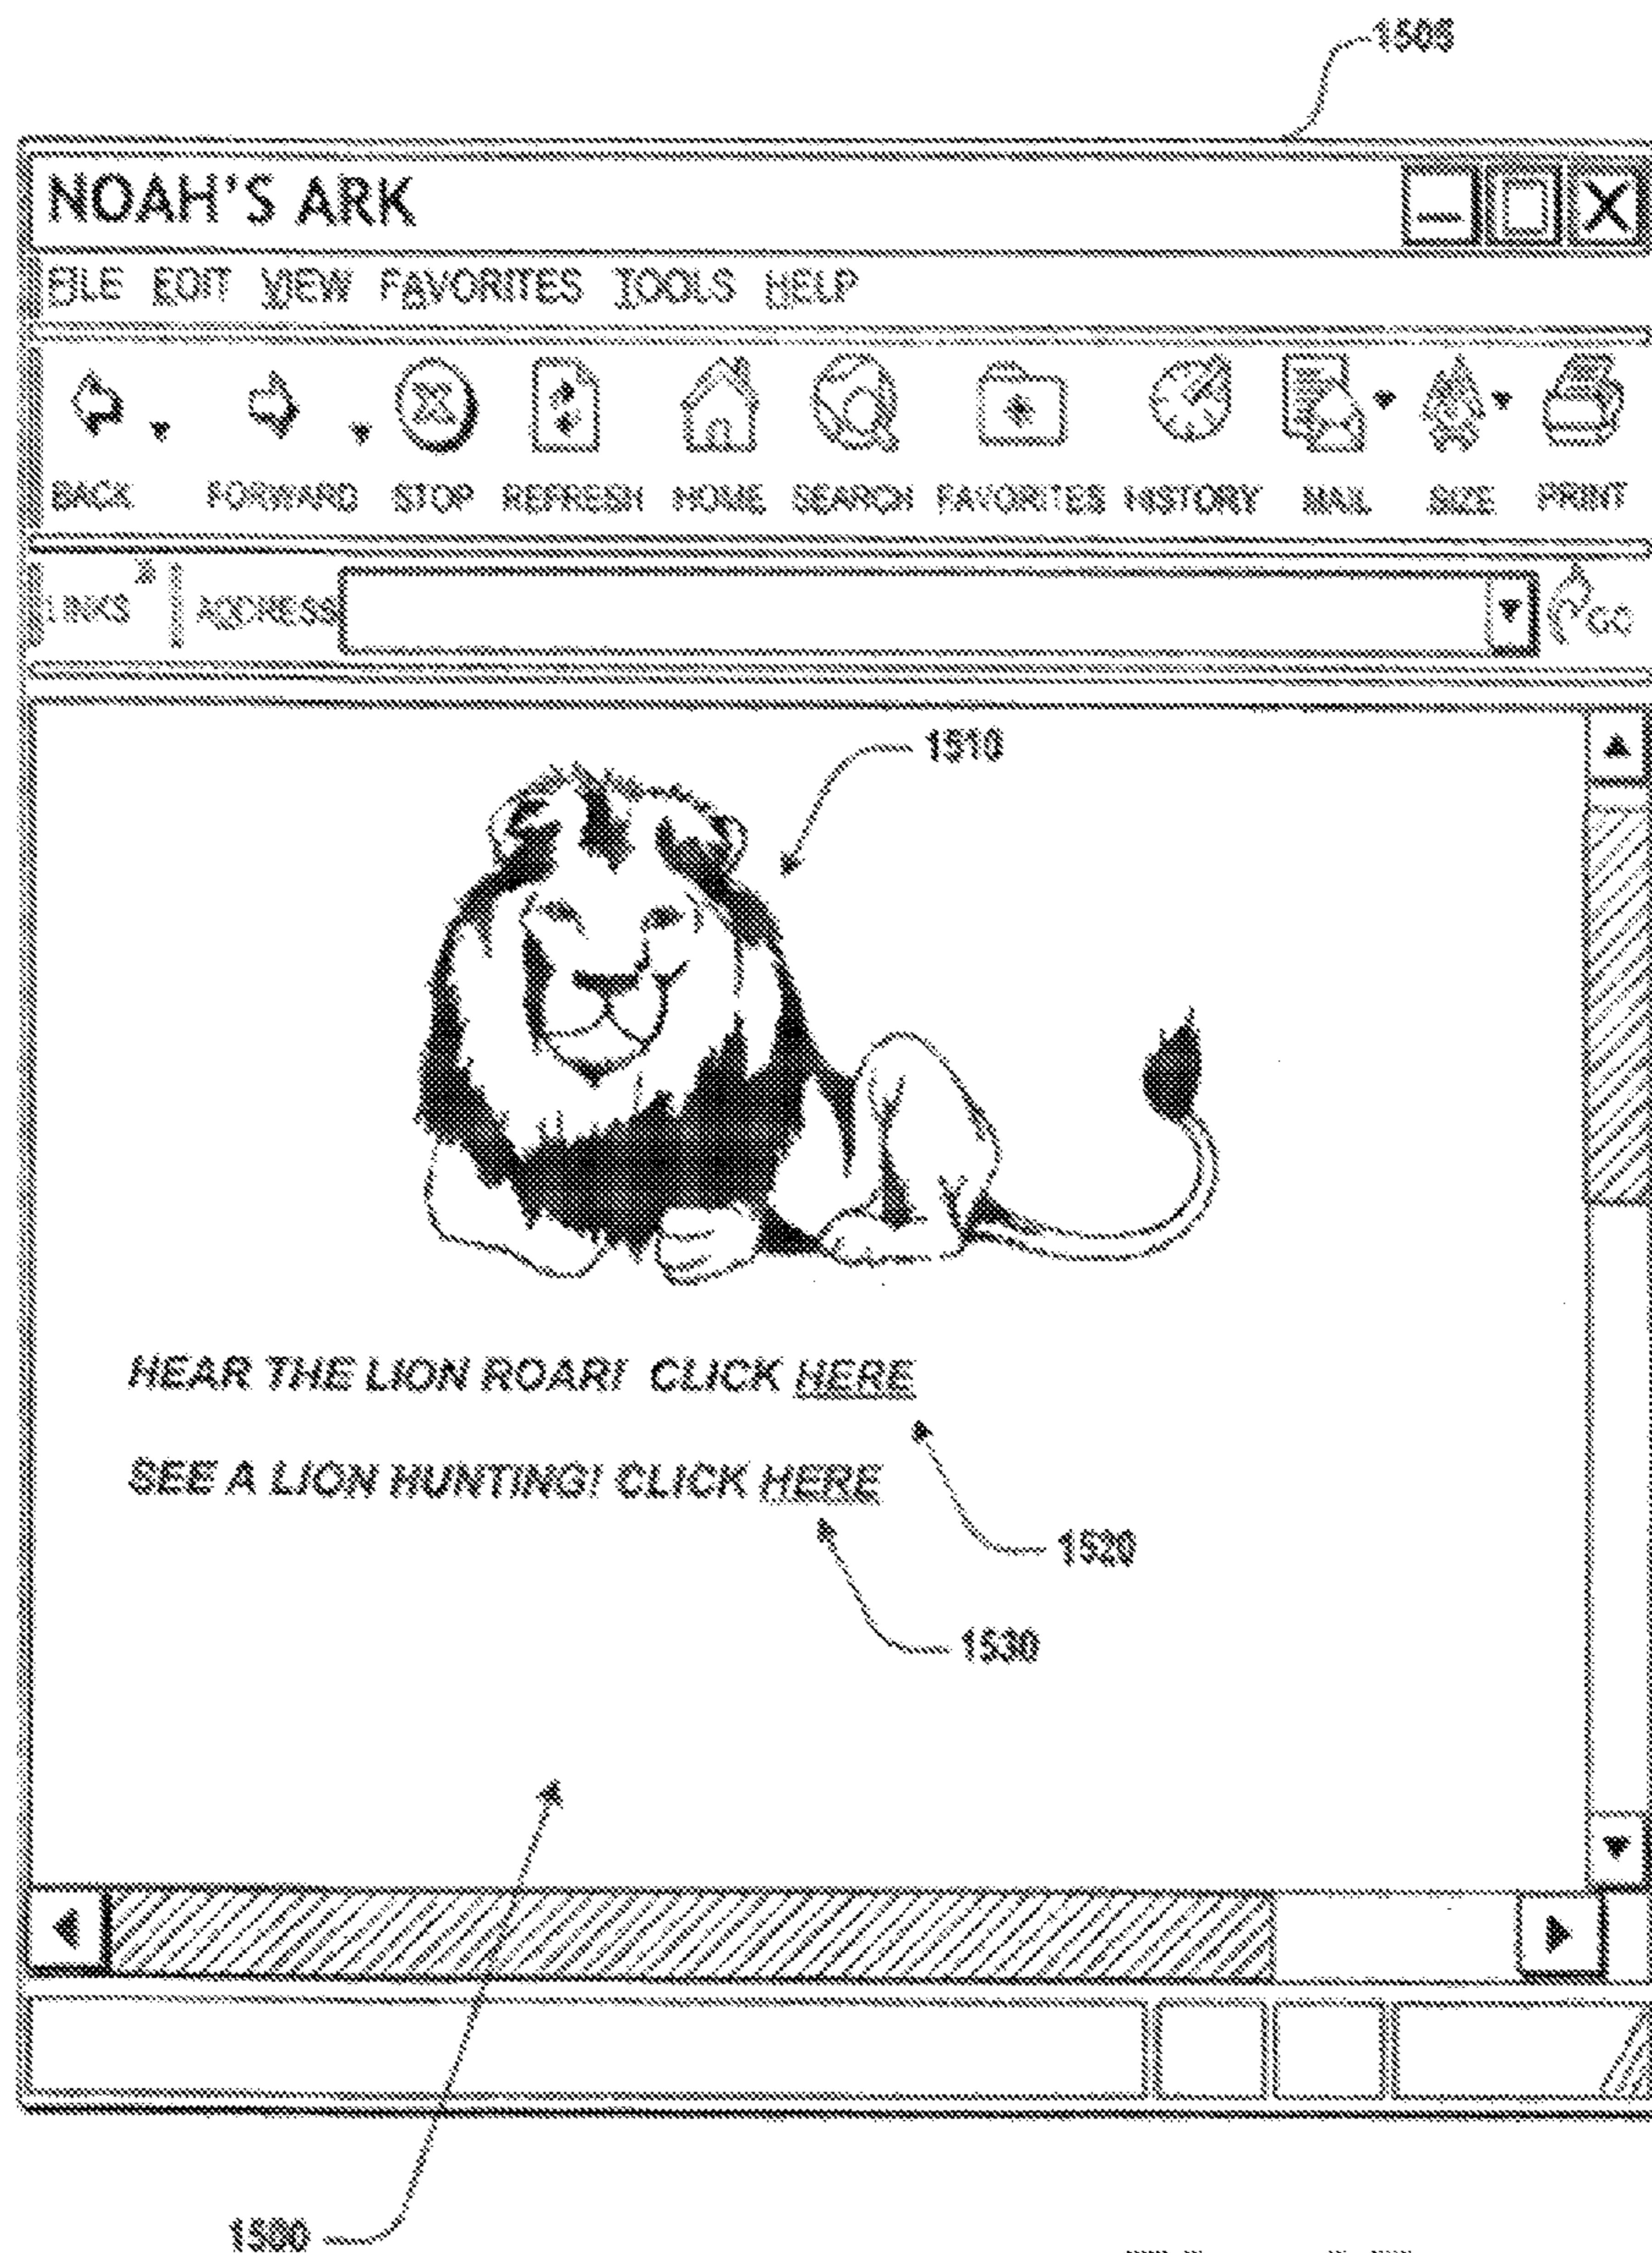 1505
NOAH'S ARK
FILE EDIT VIEW FAVORITES TOOLS HELP
BACK FORWARD STOP REFRESH HOME SEARCH FAVORITES HISTORY MAIL SIZE PRINT
LINKS » ADDRESS GO
1510
HEAR THE LION ROAR! CLICK HERE
SEE A LION HUNTING! CLICK HERE
1520
1530
1500